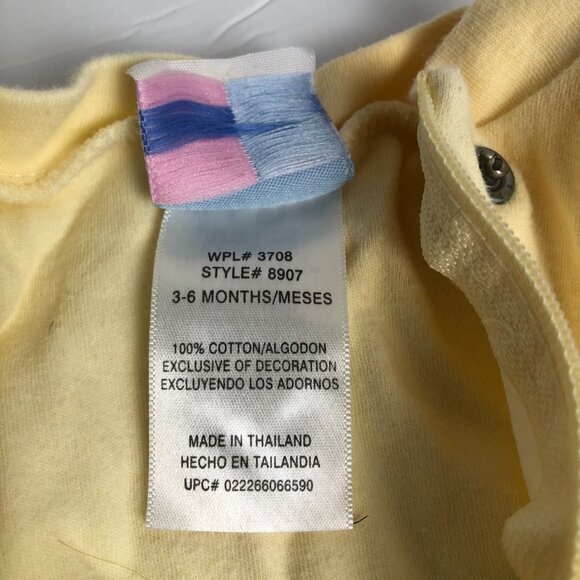 WPL# 3708
STYLE# 8907
3-6 MONTHS/MESES
100% COTTON/ALGODON
EXCLUSIVE OF DECORATION
EXCLUYENDO LOS ADORNOS
MADE IN THAILAND
HECHO EN TAILANDIA
UPC# 022266066590